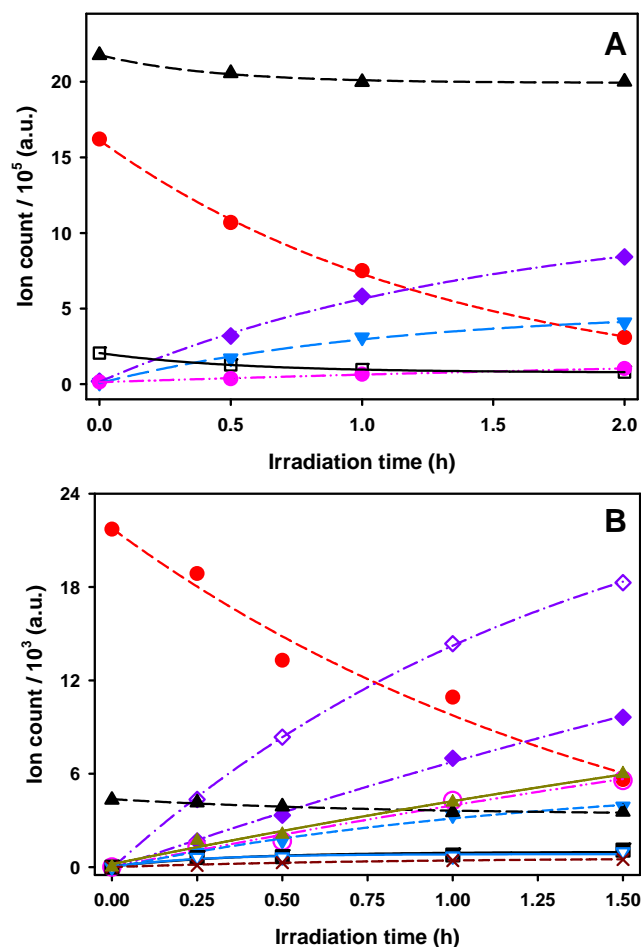 A
Ion count / 10⁵ (a.u.)
20
15
10
5
0
0.0 0.5 1.0 1.5 2.0
Irradiation time (h)
B
Ion count / 10³ (a.u.)
24
18
12
6
0
0.00 0.25 0.50 0.75 1.00 1.25 1.50
Irradiation time (h)